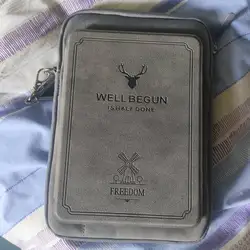 WELL BEGUN
IS HALF DONE
FREEDOM